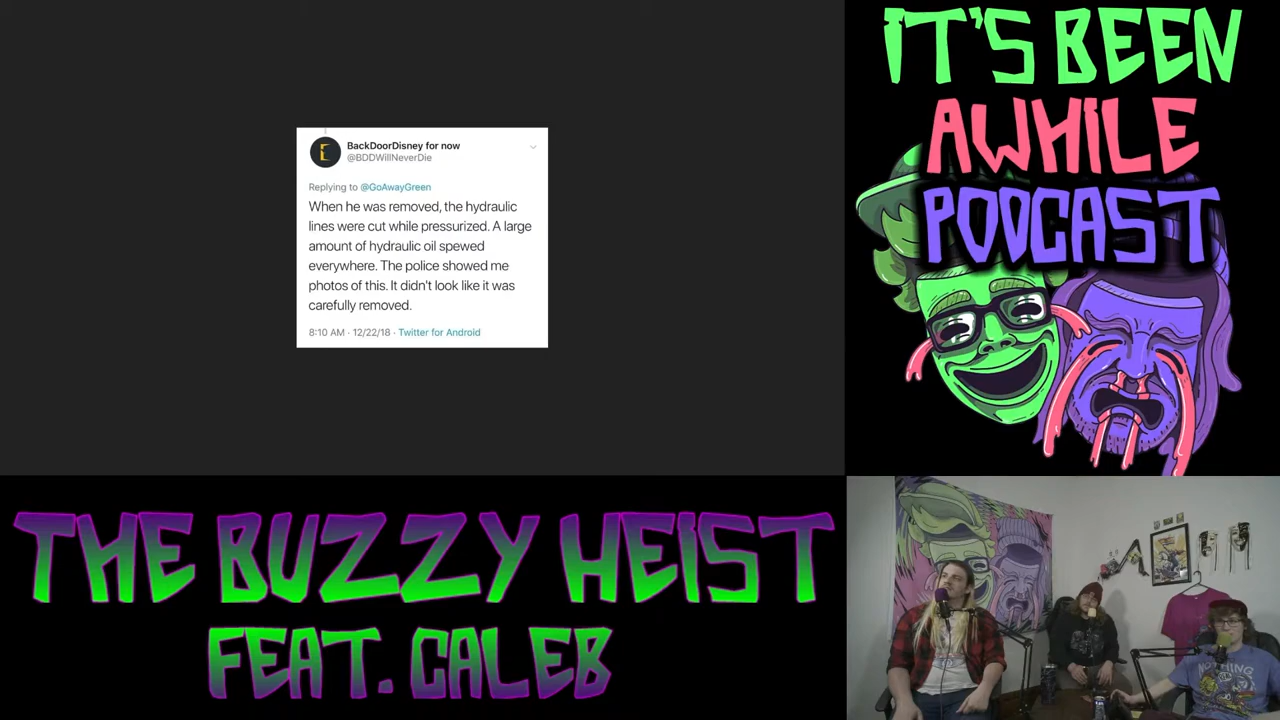 BackDoorDisney for now
@BDDWillNeverDie
Replying to @GoAwayGreen
When he was removed, the hydraulic
lines were cut while pressurized. A large
amount of hydraulic oil spewed
everywhere. The police showed me
photos of this. It didn't look like it was
carefully removed.
8:10 AM · 12/22/18 · Twitter for Android
IT'S BEEN
AWHILE
PODCAST
THE BUZZY HEIST
FEAT. CALEB
NOTHING